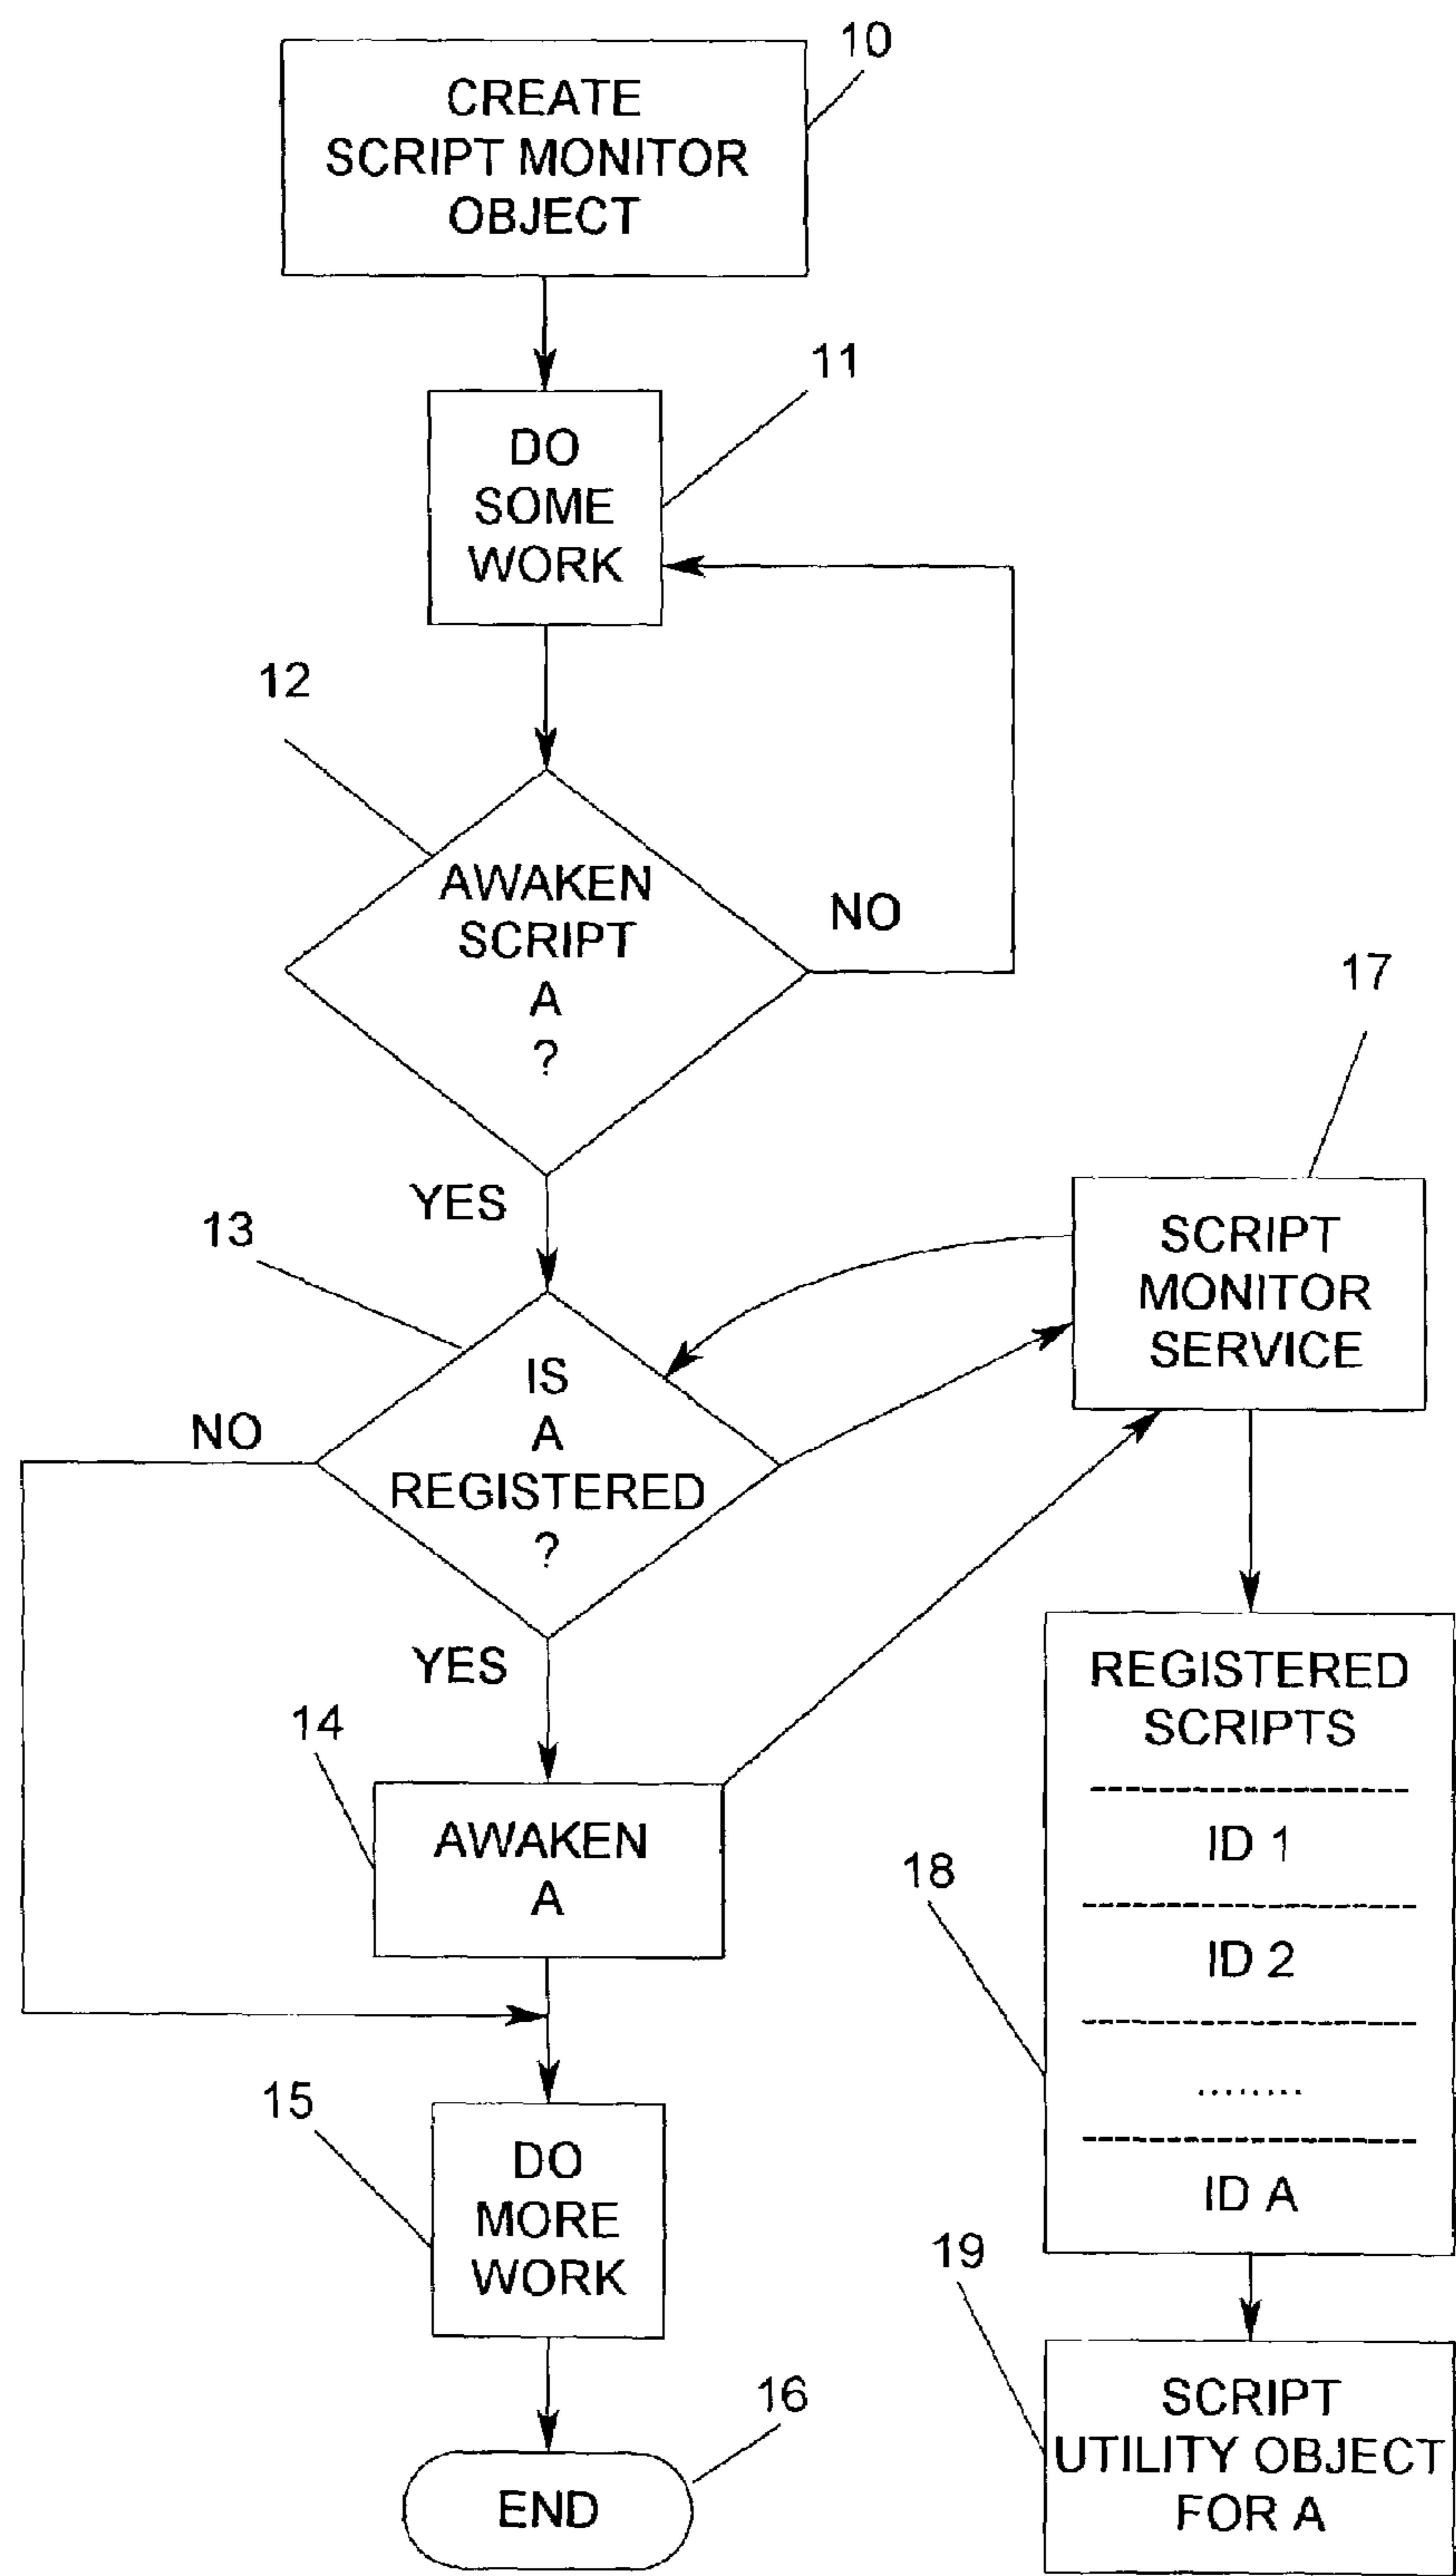 10
CREATE
SCRIPT MONITOR
OBJECT
11
DO
SOME
WORK
12
AWAKEN
SCRIPT
A
?
NO
YES
17
SCRIPT
MONITOR
SERVICE
13
IS
A
REGISTERED
?
NO
YES
14
AWAKEN
A
18
REGISTERED
SCRIPTS
ID 1
ID 2
........
ID A
15
DO
MORE
WORK
16
END
19
SCRIPT
UTILITY OBJECT
FOR A